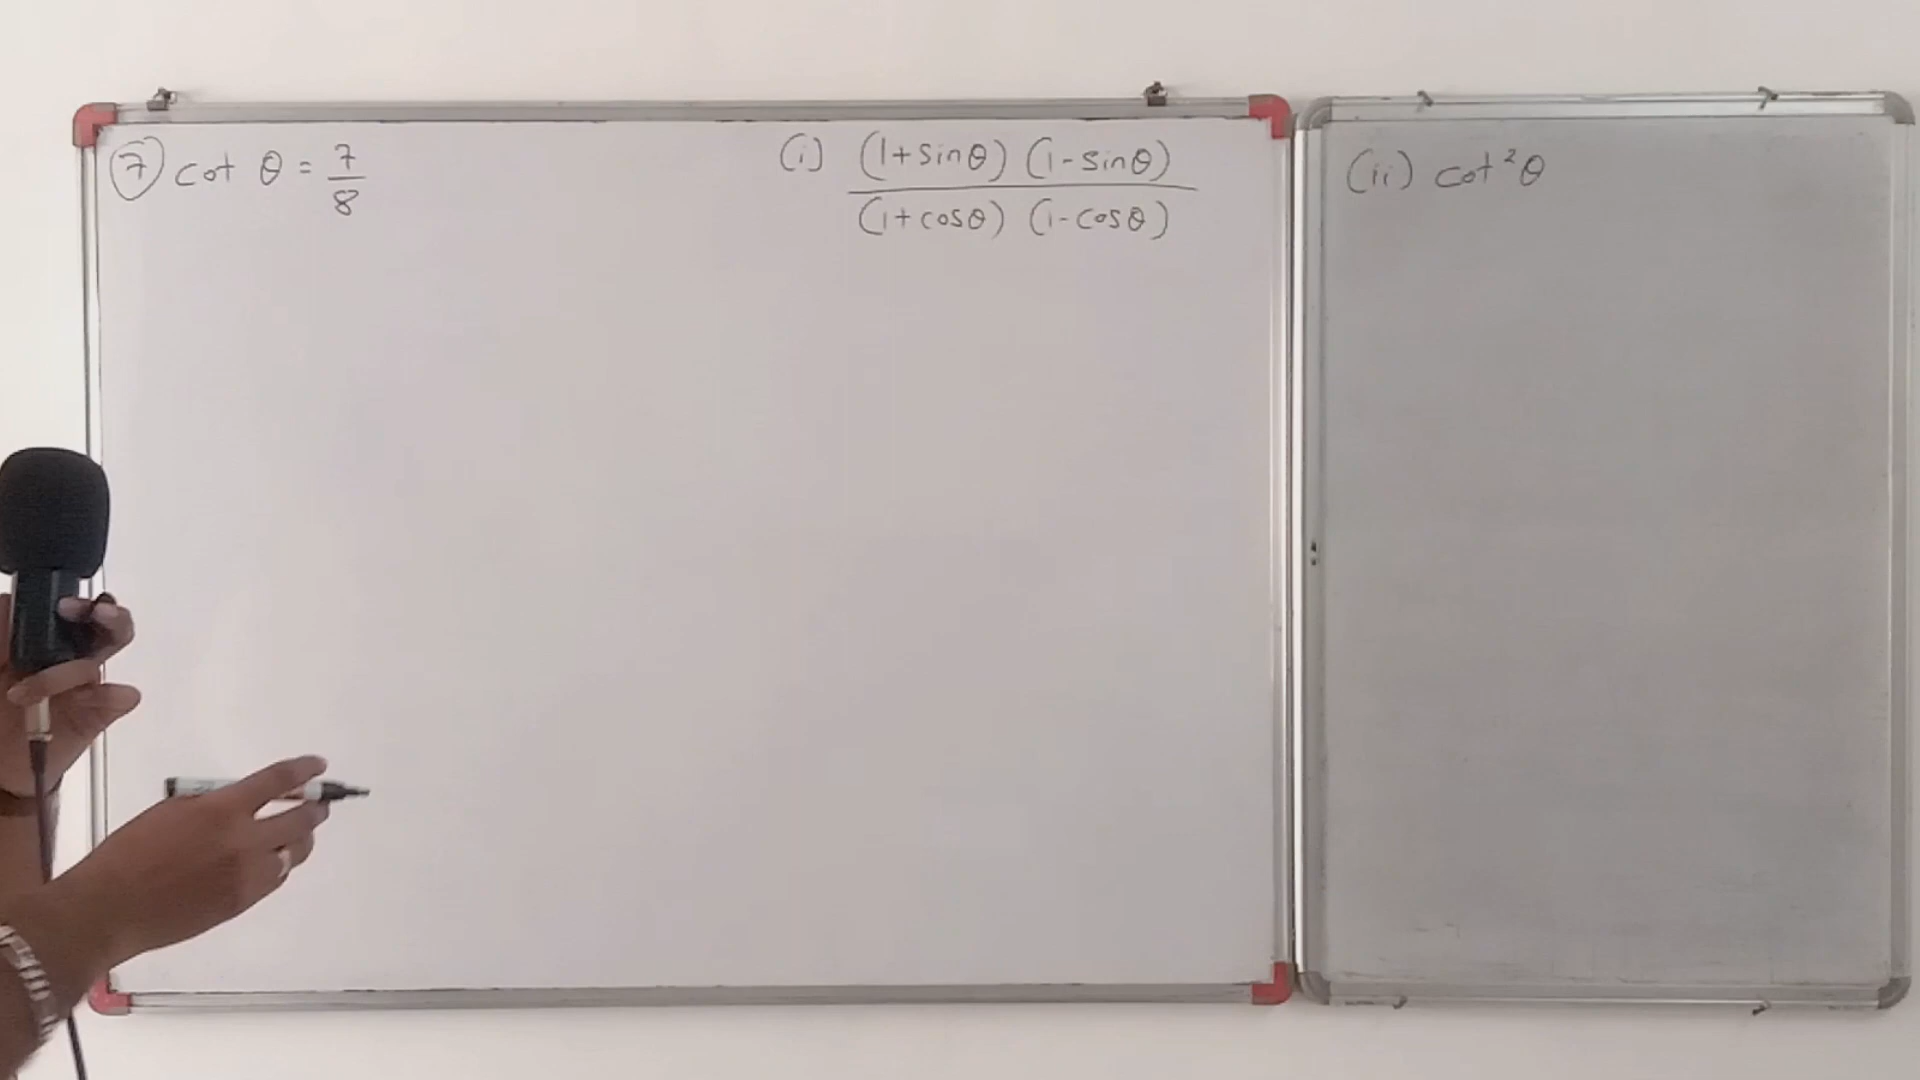 7 cot θ = 7/8
(i) (1+sinθ) (1-sinθ)
(1+cosθ) (1-cosθ)
(ii) cot²θ